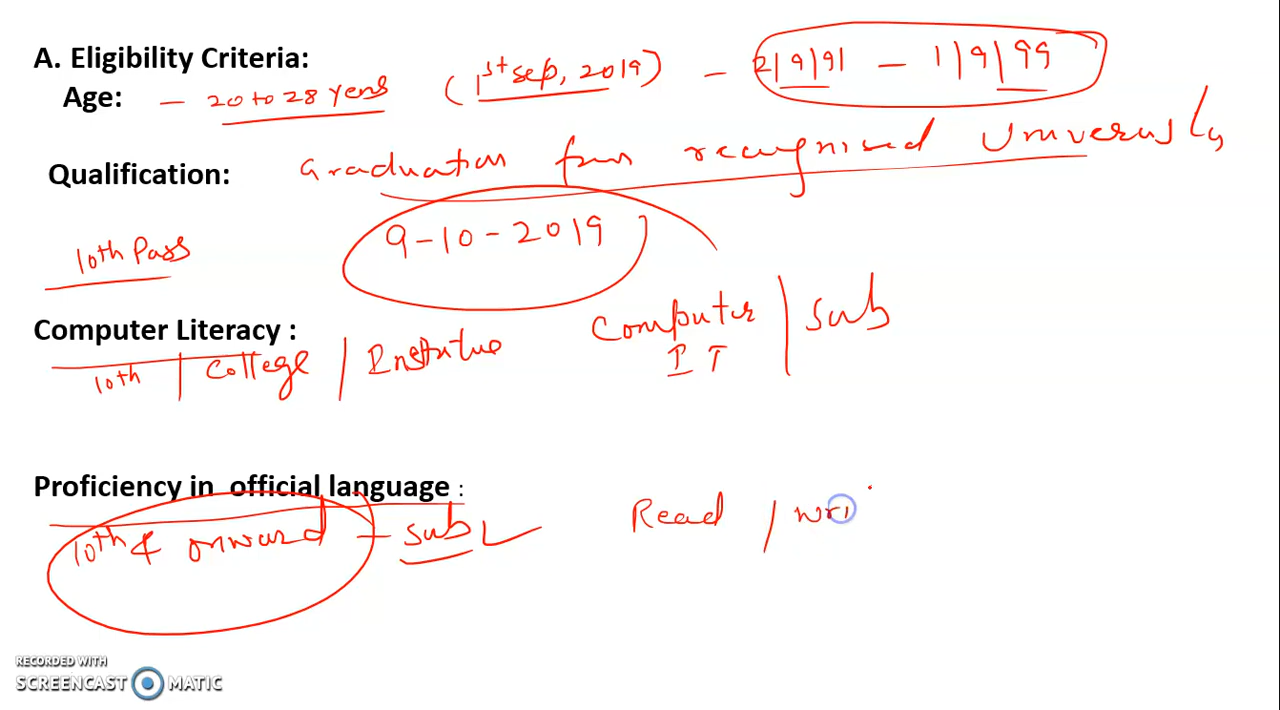 A. Eligibility Criteria:
Age: – 20 to 28 yens (1st sep, 2019) – 2|9|91 – 1|9|99
Qualification: Graduation from recognised University
9-10-2019
10th Pass
Computer Literacy :
10th | College | Institutue Computer | Sub
IT
Proficiency in official language :
10th & onward – sub Read / wri
RECORDED WITH
SCREENCAST MATIC